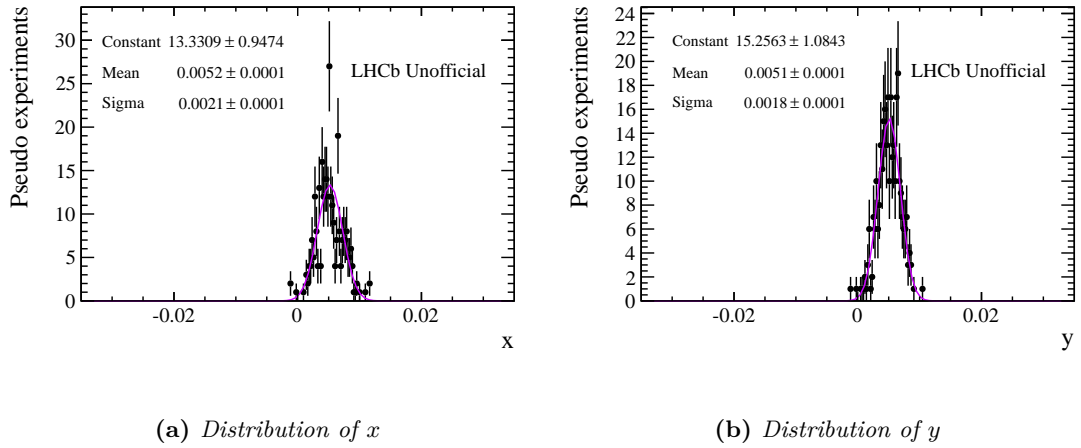 Pseudo experiments
30
25
20
15
10
5
0
Constant 13.3309 ± 0.9474
Mean 0.0052 ± 0.0001
Sigma 0.0021 ± 0.0001
LHCb Unofficial
-0.02 0 0.02
x
(a) Distribution of x
Pseudo experiments
24
22
20
18
16
14
12
10
8
6
4
2
0
Constant 15.2563 ± 1.0843
Mean 0.0051 ± 0.0001
Sigma 0.0018 ± 0.0001
LHCb Unofficial
-0.02 0 0.02
y
(b) Distribution of y